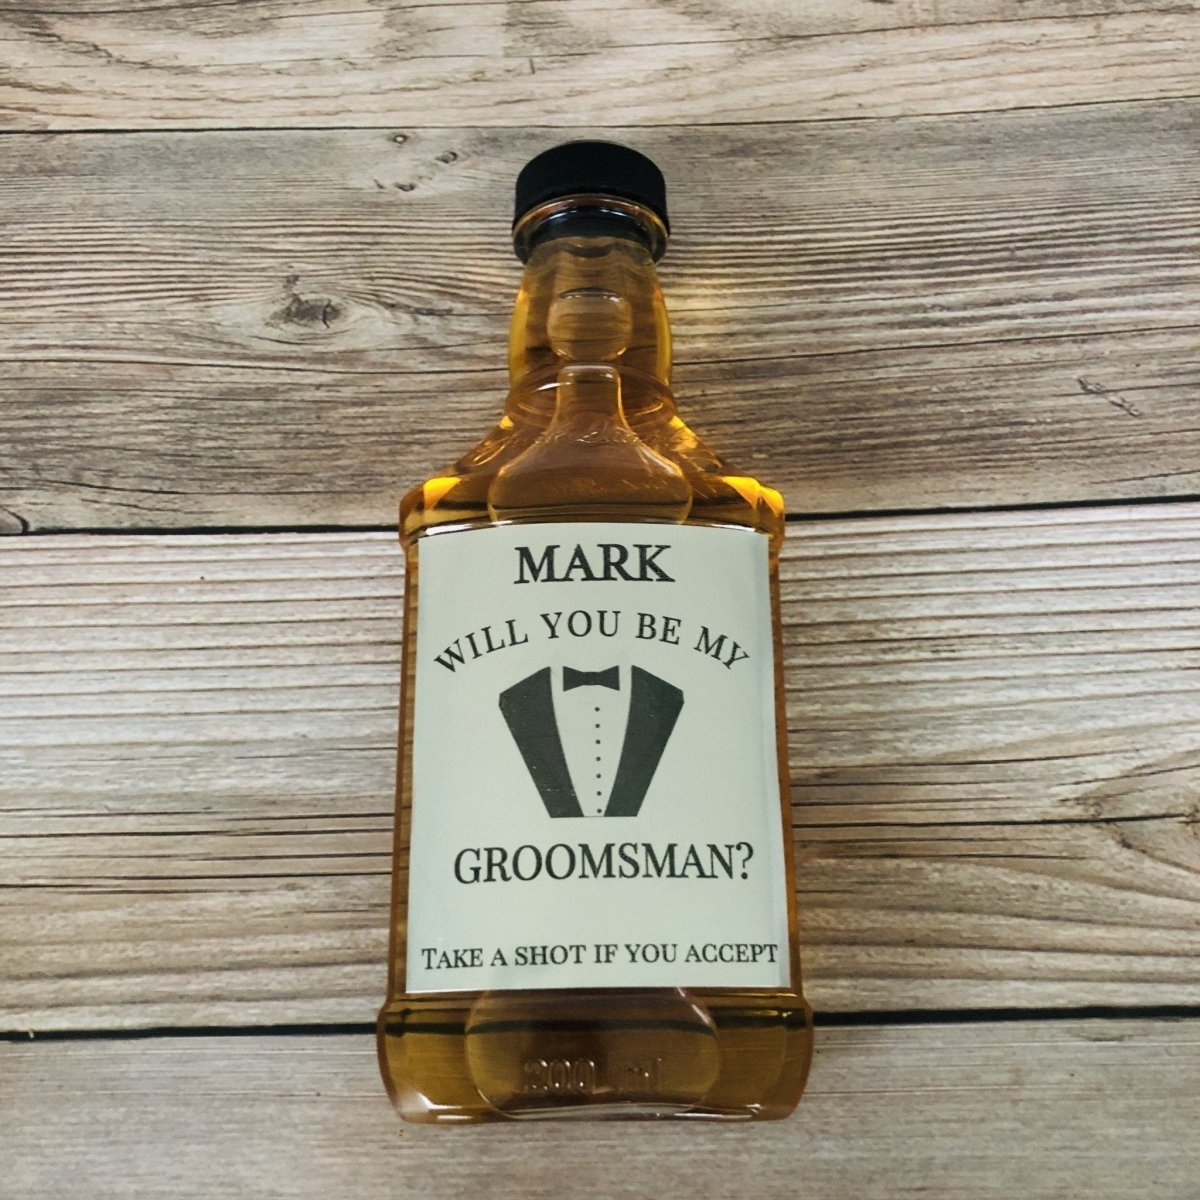 MARK
WILL YOU BE MY
GROOMSMAN?
TAKE A SHOT IF YOU ACCEPT
200 ml